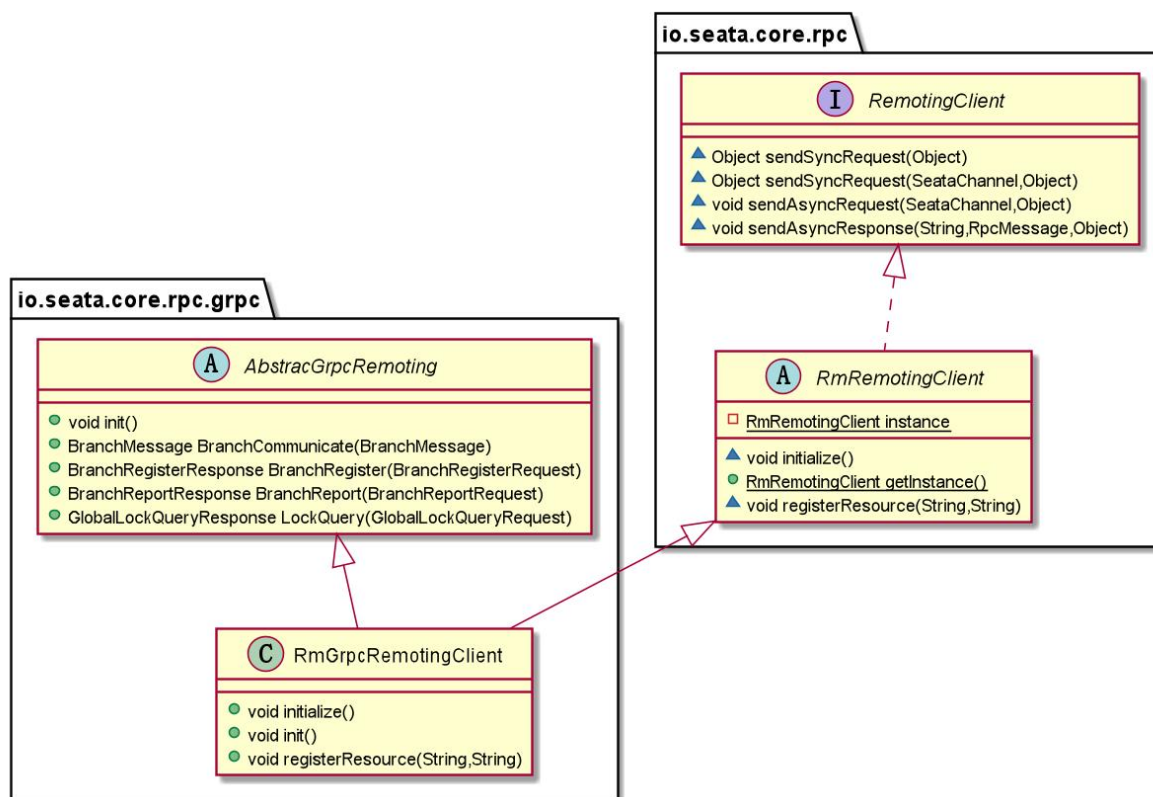 io.seata.core.rpc
I RemotingClient
Object sendSyncRequest(Object)
Object sendSyncRequest(SeataChannel,Object)
void sendAsyncRequest(SeataChannel,Object)
void sendAsyncResponse(String,RpcMessage,Object)
io.seata.core.rpc.grpc
A AbstracGrpcRemoting
void init()
BranchMessage BranchCommunicate(BranchMessage)
BranchRegisterResponse BranchRegister(BranchRegisterRequest)
BranchReportResponse BranchReport(BranchReportRequest)
GlobalLockQueryResponse LockQuery(GlobalLockQueryRequest)
A RmRemotingClient
RmRemotingClient instance
void initialize()
RmRemotingClient getInstance()
void registerResource(String,String)
C RmGrpcRemotingClient
void initialize()
void init()
void registerResource(String,String)